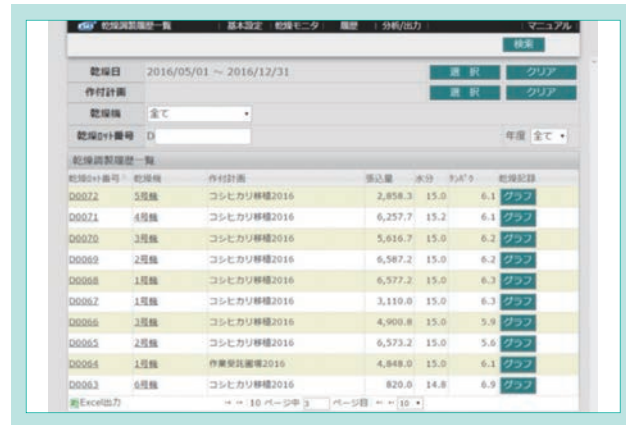 乾燥調製履歴一覧 基本設定 乾燥モニタ 履歴 分析/出力 マニュアル
検索
乾燥日 2016/05/01 ～ 2016/12/31 選 択 クリア
作付計画 選 択 クリア
乾燥機 全て
乾燥ロット番号 D 年度 全て
乾燥調製履歴一覧
乾燥ロット番号 乾燥機 作付計画 張込量 水分 タンパク 乾燥記録
D0072 5号機 コシヒカリ移植2016 2,858.3 15.0 6.1 グラフ
D0071 4号機 コシヒカリ移植2016 6,257.7 15.2 6.1 グラフ
D0070 3号機 コシヒカリ移植2016 5,616.7 15.0 6.2 グラフ
D0069 2号機 コシヒカリ移植2016 6,587.2 15.0 6.2 グラフ
D0068 1号機 コシヒカリ移植2016 6,577.2 15.0 6.3 グラフ
D0067 1号機 コシヒカリ移植2016 3,110.0 15.0 6.3 グラフ
D0066 3号機 コシヒカリ移植2016 4,900.8 15.0 5.9 グラフ
D0065 2号機 コシヒカリ移植2016 6,573.2 15.0 5.6 グラフ
D0064 1号機 作業受託圃場2016 4,848.0 15.0 6.1 グラフ
D0063 6号機 コシヒカリ移植2016 820.0 14.8 6.9 グラフ
Excel出力 10 ページ中 3 ページ目 10